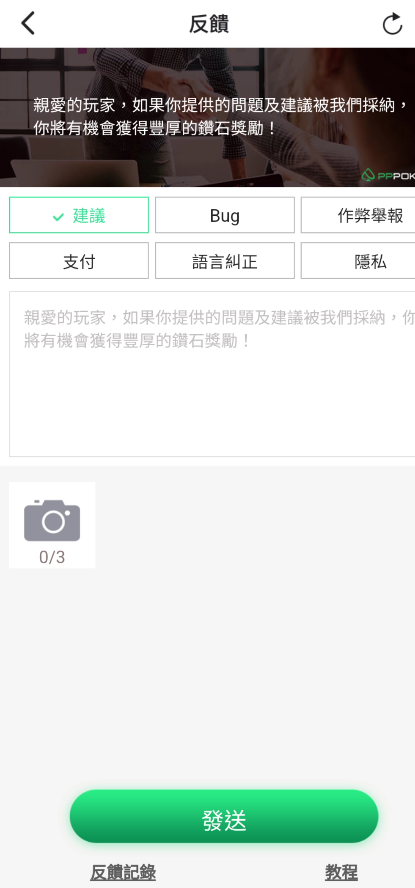 反饋
親愛的玩家，如果你提供的問題及建議被我們採納，
你將有機會獲得豐厚的鑽石獎勵！
PPPOK
建議 Bug 作弊舉報
支付 語言糾正 隱私
親愛的玩家，如果你提供的問題及建議被我們採納，你
將有機會獲得豐厚的鑽石獎勵！
0/3
發送
反饋記錄 教程